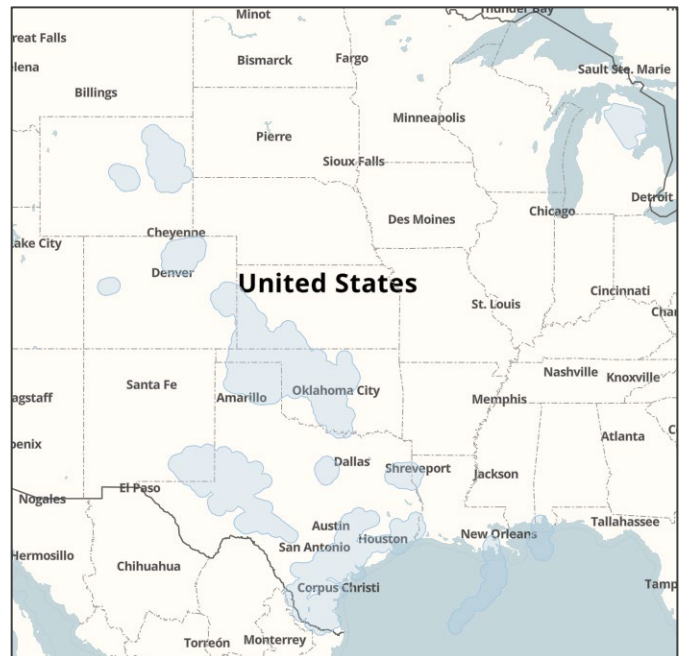 Thunder Bay
Minot
reat Falls
Bismarck
Fargo
lena
Sault Ste. Marie
Billings
Minneapolis
Pierre
Sioux Falls
Detroit
Des Moines
Chicago
Cheyenne
ake City
Denver
United States
Cincinnati
St. Louis
Char
Nashville
Knoxville
Santa Fe
Oklahoma City
agstaff
Amarillo
Memphis
Atlanta
C
oenix
Dallas
Shreveport
Jackson
El Paso
Nogales
Tallahassee
Austin
New Orleans
Houston
San Antonio
Hermosillo
Chihuahua
Corpus Christi
Tamp
Torreón
Monterrey